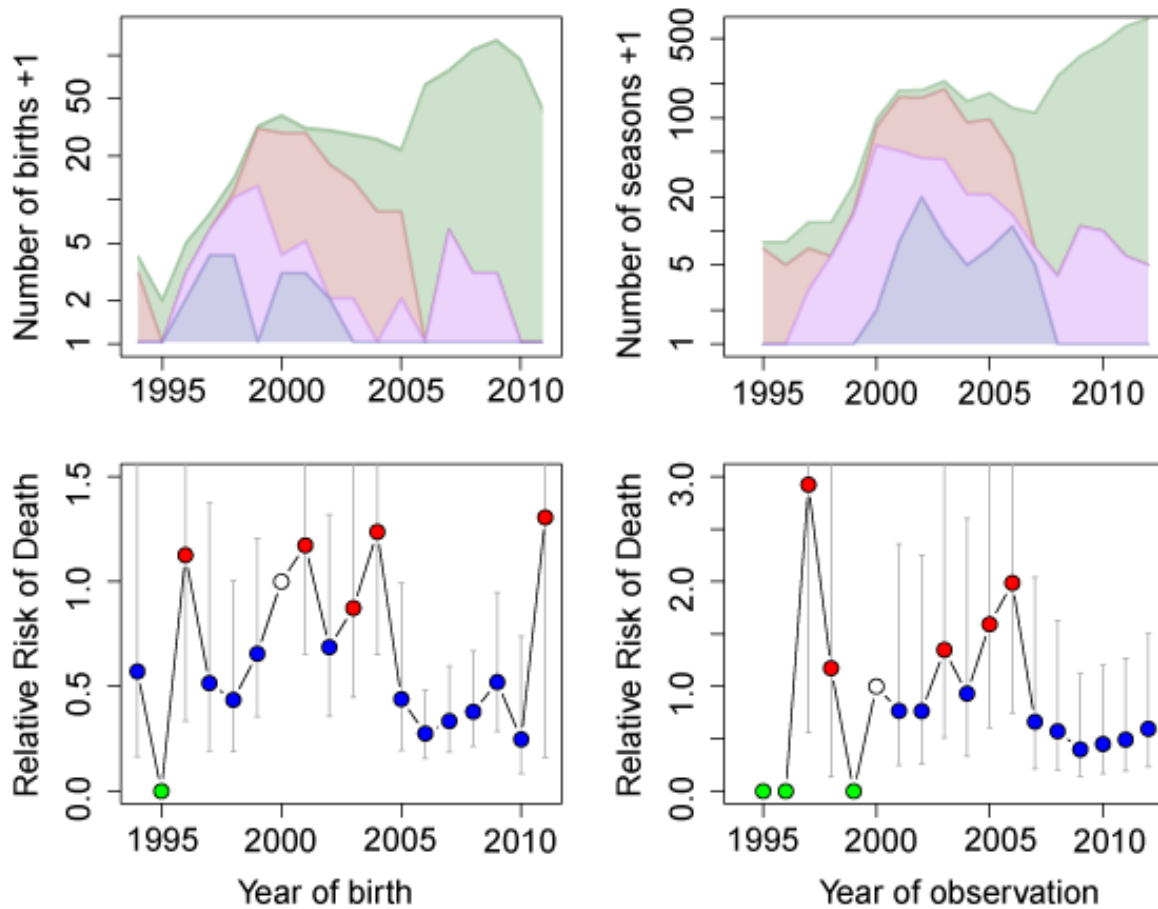 Number of births +1
1 2 5 20 50
1995 2000 2005 2010
Number of seasons +1
1 5 20 100 500
1995 2000 2005 2010
Relative Risk of Death
0.0 0.5 1.0 1.5
1995 2000 2005 2010
Year of birth
Relative Risk of Death
0.0 1.0 2.0 3.0
1995 2000 2005 2010
Year of observation